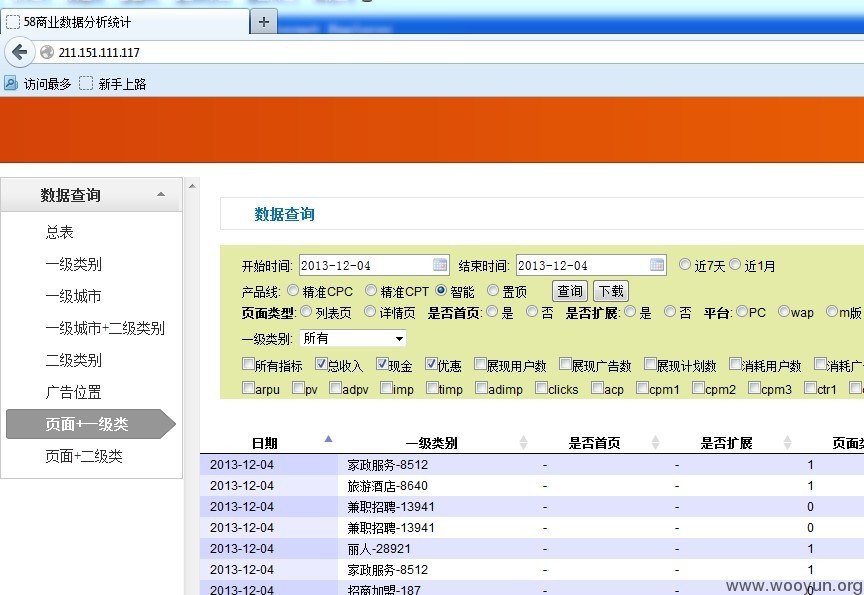 58商业数据分析统计
211.151.111.117
访问最多 新手上路
数据查询
总表
一级类别
一级城市
一级城市+二级类别
二级类别
广告位置
页面+一级类
页面+二级类
数据查询
开始时间: 2013-12-04 结束时间: 2013-12-04 近7天 近1月
产品线: 精准CPC 精准CPT 智能 置顶 查询 下载
页面类型: 列表页 详情页 是否首页: 是 否 是否扩展: 是 否 平台: PC wap m版
一级类别: 所有
所有指标 总收入 现金 优惠 展现用户数 展现广告数 展现计划数 消耗用户数 消耗广
arpu pv adpv imp timp adimp clicks acp cpm1 cpm2 cpm3 ctr1
日期 一级类别 是否首页 是否扩展 页面类
2013-12-04 家政服务-8512 - - 1
2013-12-04 旅游酒店-8640 - - 1
2013-12-04 兼职招聘-13941 - - 0
2013-12-04 兼职招聘-13941 - - 0
2013-12-04 丽人-28921 - - 1
2013-12-04 家政服务-8512 - - 1
2013-12-04 招商加盟-187 - -
www.wooyun.org